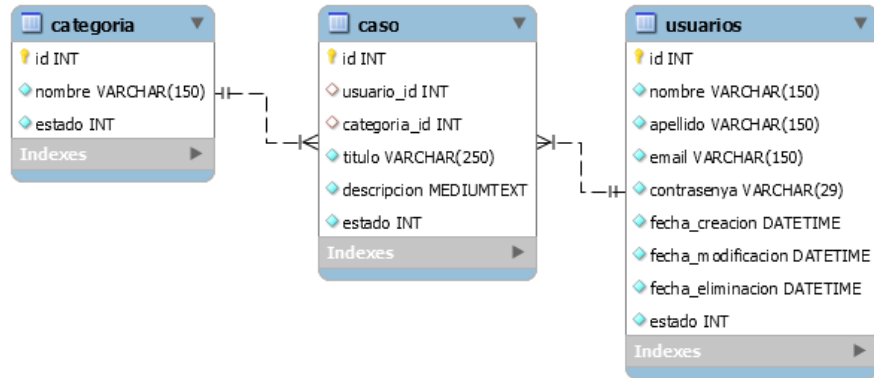 categoria
id INT
nombre VARCHAR(150)
estado INT
Indexes
caso
id INT
usuario_id INT
categoria_id INT
titulo VARCHAR(250)
descripcion MEDIUMTEXT
estado INT
Indexes
usuarios
id INT
nombre VARCHAR(150)
apellido VARCHAR(150)
email VARCHAR(150)
contrasenya VARCHAR(29)
fecha_creacion DATETIME
fecha_modificacion DATETIME
fecha_eliminacion DATETIME
estado INT
Indexes